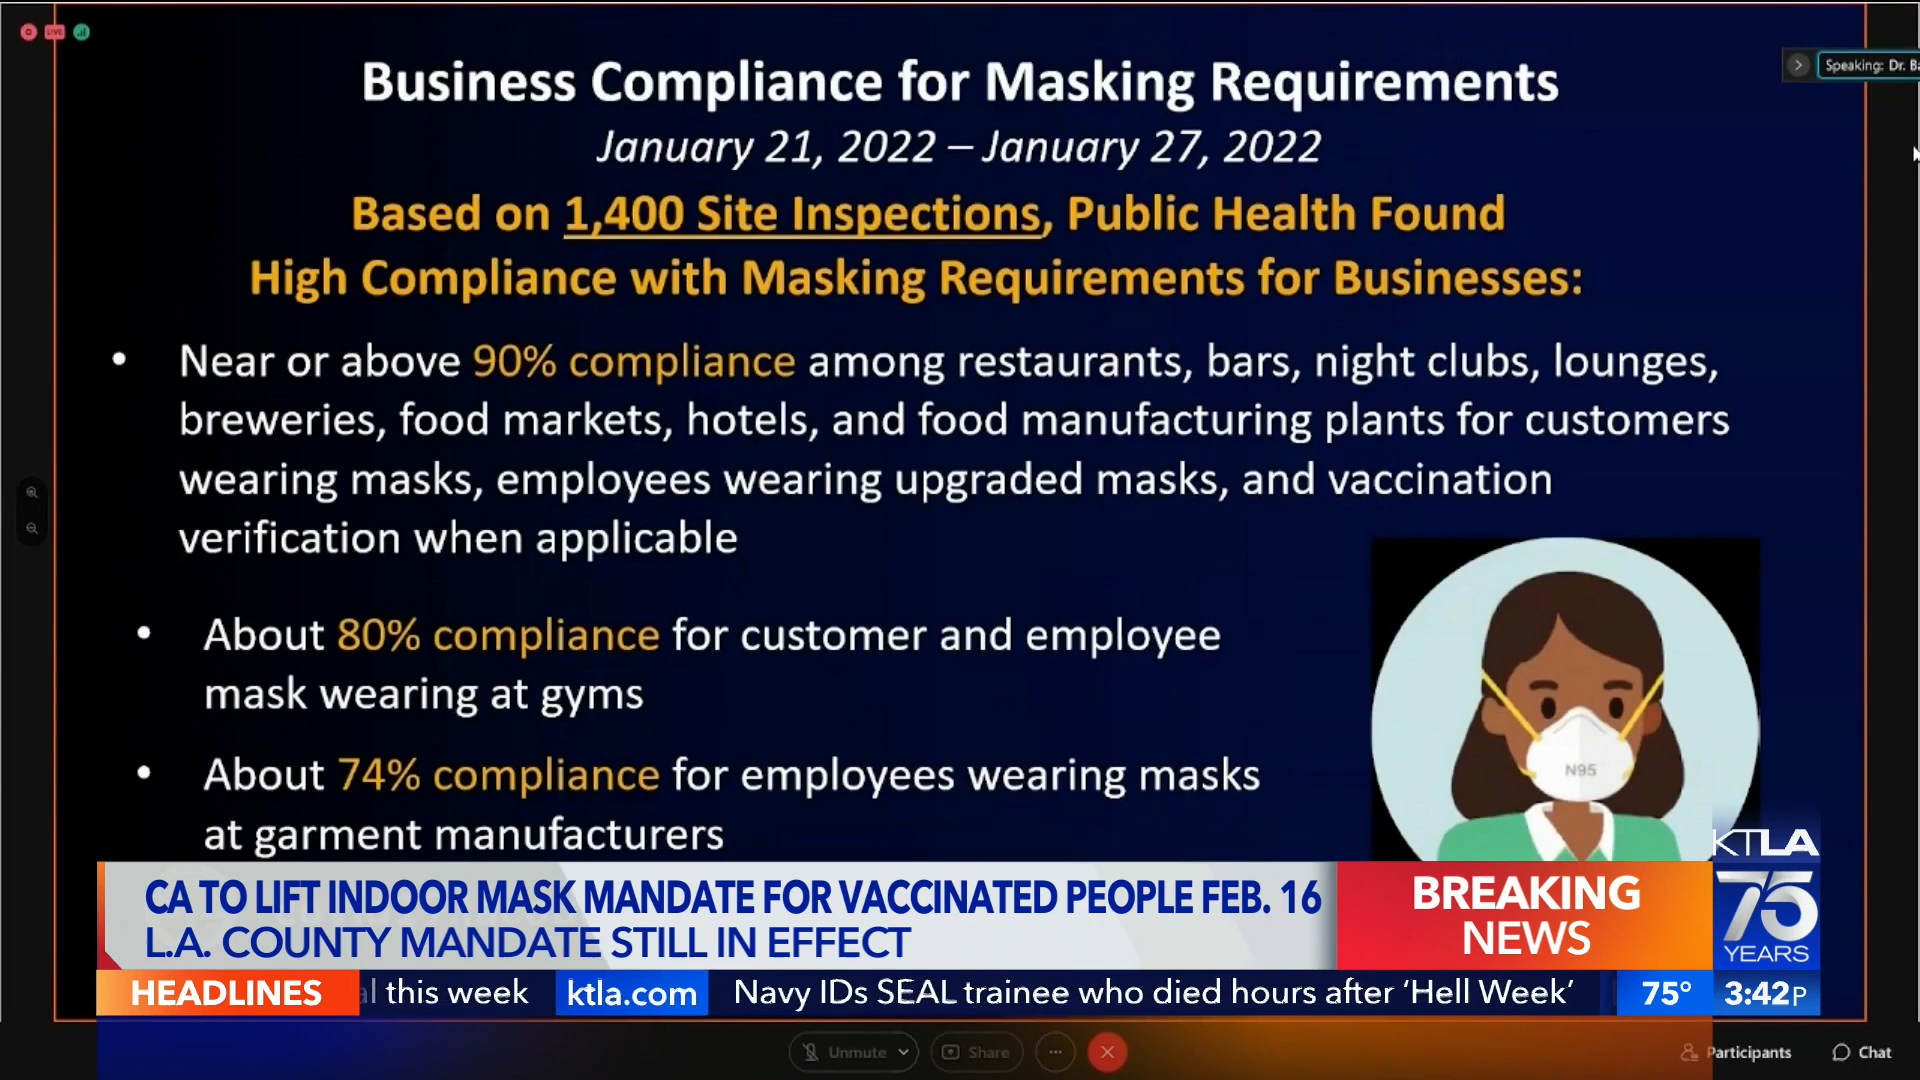 LIVE
Speaking: Dr. Ba
Business Compliance for Masking Requirements
January 21, 2022 – January 27, 2022
Based on 1,400 Site Inspections, Public Health Found
High Compliance with Masking Requirements for Businesses:
• Near or above 90% compliance among restaurants, bars, night clubs, lounges,
breweries, food markets, hotels, and food manufacturing plants for customers
wearing masks, employees wearing upgraded masks, and vaccination
verification when applicable
• About 80% compliance for customer and employee
mask wearing at gyms
• About 74% compliance for employees wearing masks
at garment manufacturers
N95
CA TO LIFT INDOOR MASK MANDATE FOR VACCINATED PEOPLE FEB. 16
L.A. COUNTY MANDATE STILL IN EFFECT
BREAKING
NEWS
KTLA
75
YEARS
HEADLINES
al this week ktla.com Navy IDs SEAL trainee who died hours after ‘Hell Week’
75° 3:42P
Unmute
Share
Participants
Chat